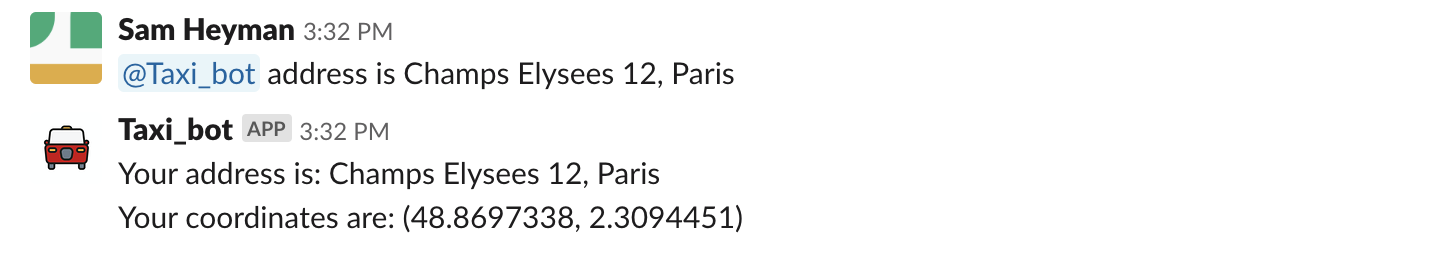 Sam Heyman 3:32 PM
@Taxi_bot address is Champs Elysees 12, Paris
Taxi_bot APP 3:32 PM
Your address is: Champs Elysees 12, Paris
Your coordinates are: (48.8697338, 2.3094451)